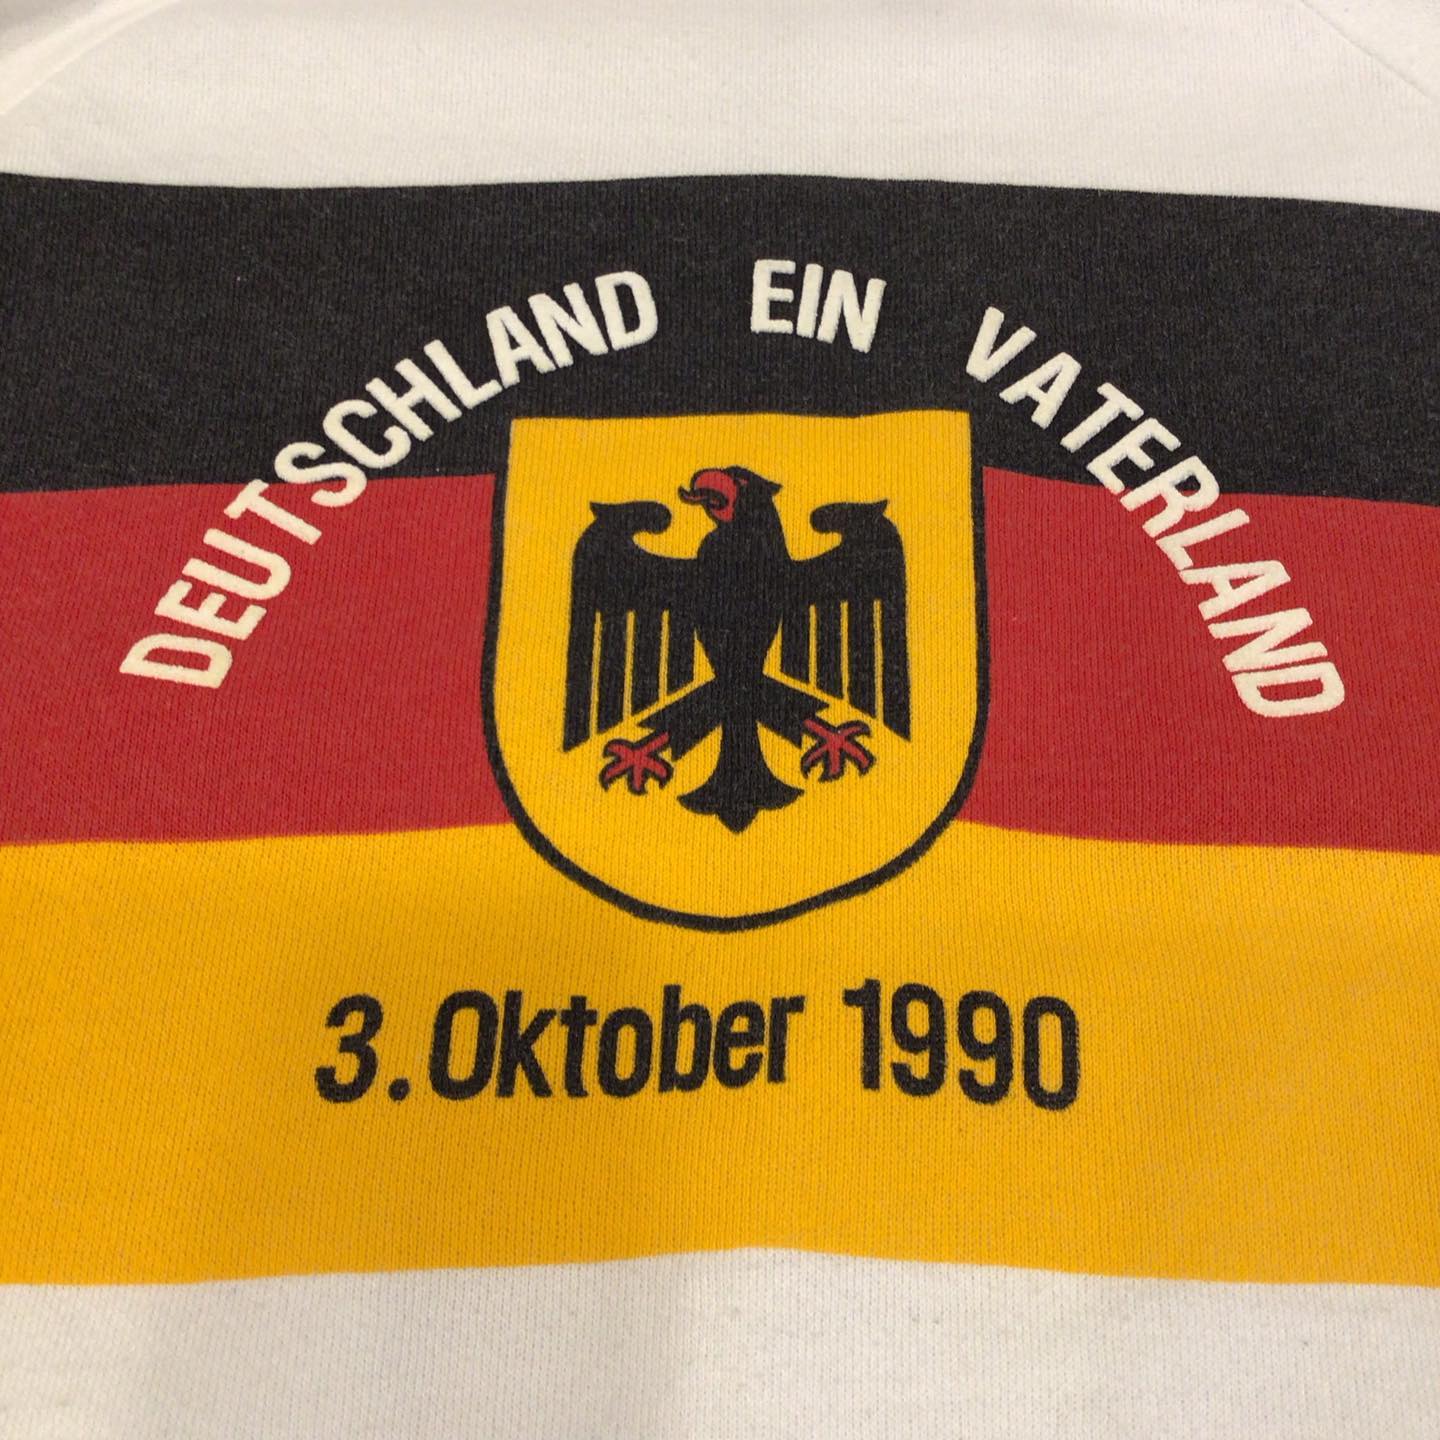 DEUTSCHLAND EIN VATERLAND
3. Oktober 1990